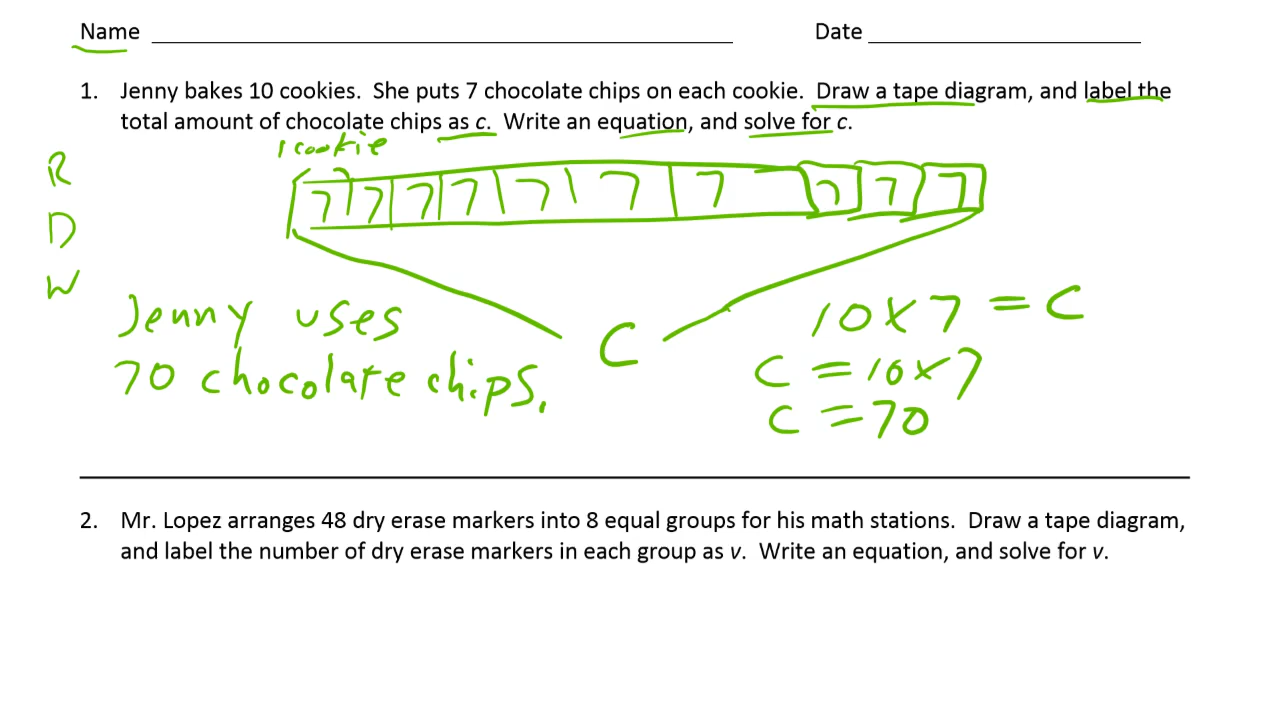 Name Date
1. Jenny bakes 10 cookies. She puts 7 chocolate chips on each cookie. Draw a tape diagram, and label the
total amount of chocolate chips as c. Write an equation, and solve for c.
1 cookie
R
7 7 7 7 7 7 7 7 7 7
D
W
Jenny uses
70 chocolate chips.
C
10 x 7 = C
C = 10 x 7
C = 70
2. Mr. Lopez arranges 48 dry erase markers into 8 equal groups for his math stations. Draw a tape diagram,
and label the number of dry erase markers in each group as v. Write an equation, and solve for v.